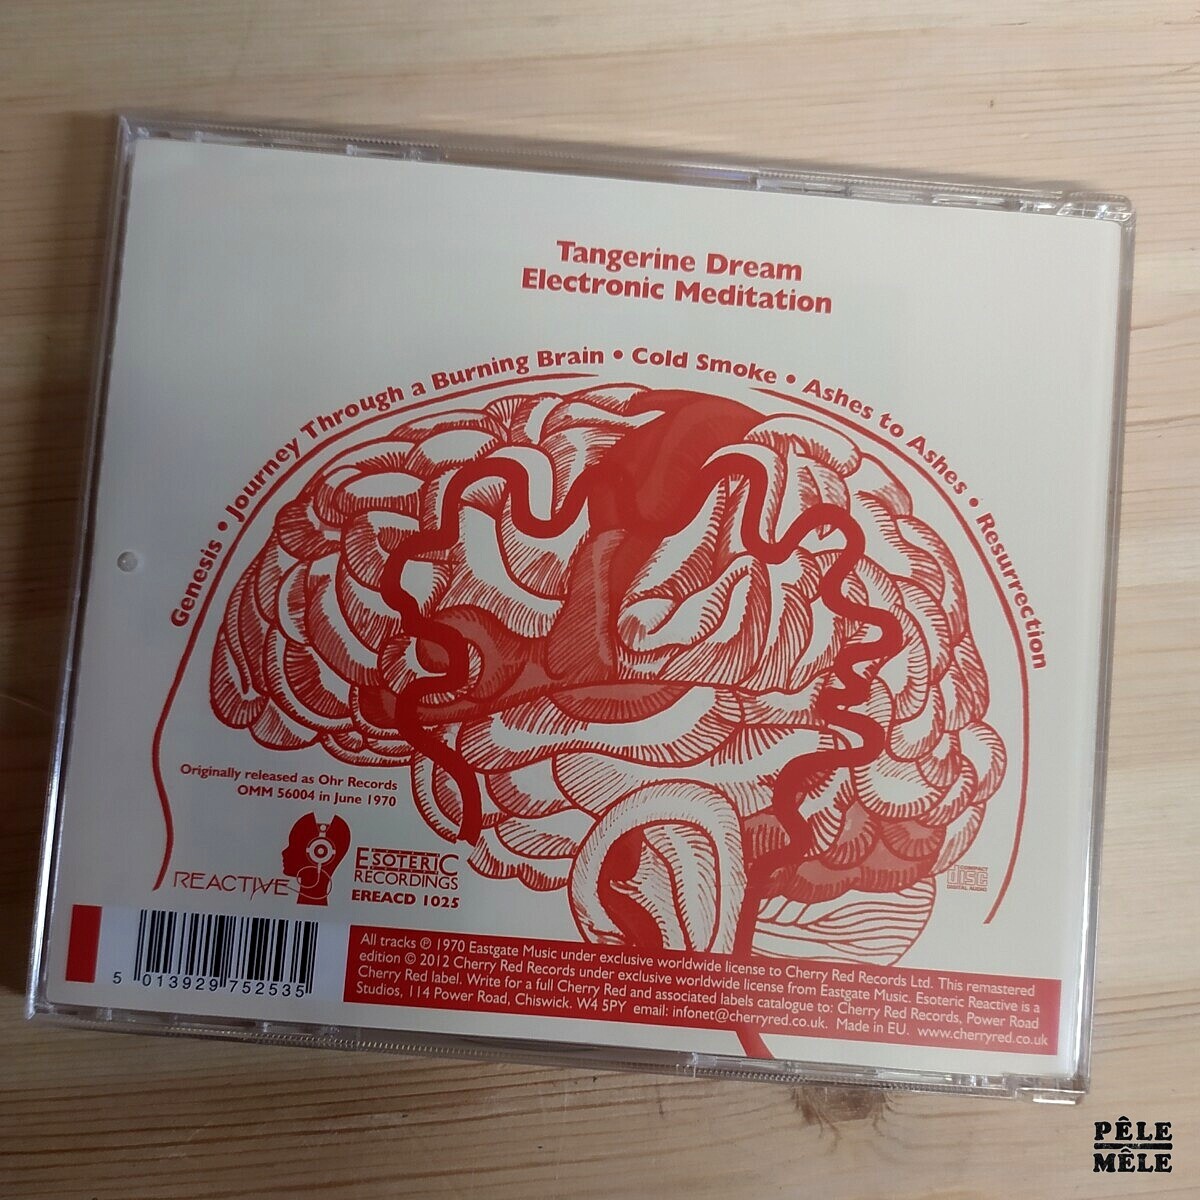 Tangerine Dream
Electronic Meditation
Genesis • Journey Through a Burning Brain • Cold Smoke • Ashes to Ashes • Resurrection
Originally released as Ohr Records
OMM 56004 in June 1970
REACTIVE
ESOTERIC
RECORDINGS
EREACD 1025
COMPACT
disc
DIGITAL AUDIO
5 013929 752535
All tracks ℗ 1970 Eastgate Music under exclusive worldwide license to Cherry Red Records Ltd. This remastered
edition © 2012 Cherry Red Records under exclusive worldwide license from Eastgate Music. Esoteric Reactive is a
Cherry Red label. Write for a full Cherry Red and associated labels catalogue to: Cherry Red Records, Power Road
Studios, 114 Power Road, Chiswick. W4 5PY email: infonet@cherryred.co.uk. Made in EU. www.cherryred.co.uk
PÊLE
MÊLE